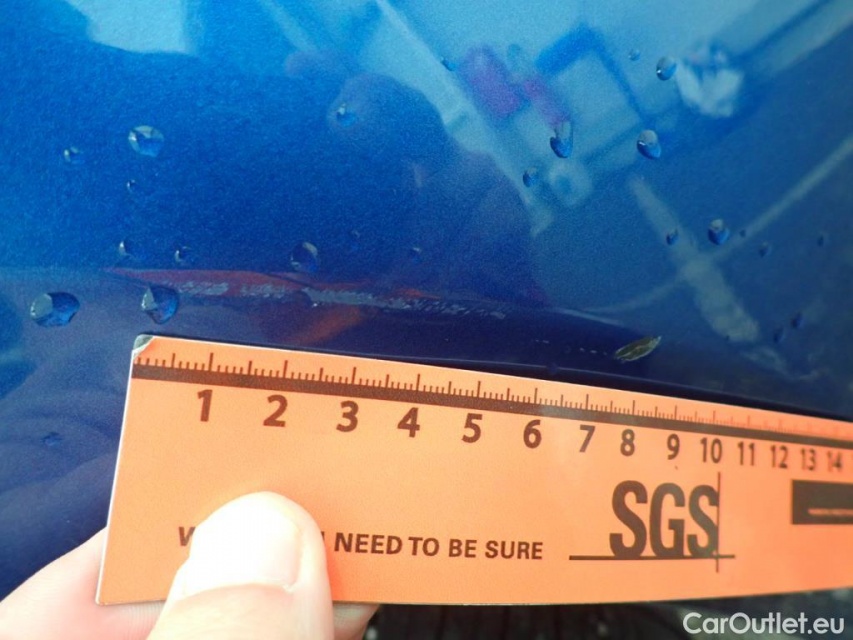 1 2 3 4 5 6 7 8 9 10 11 12 13 14
SGS
NEED TO BE SURE
CarOutlet.eu